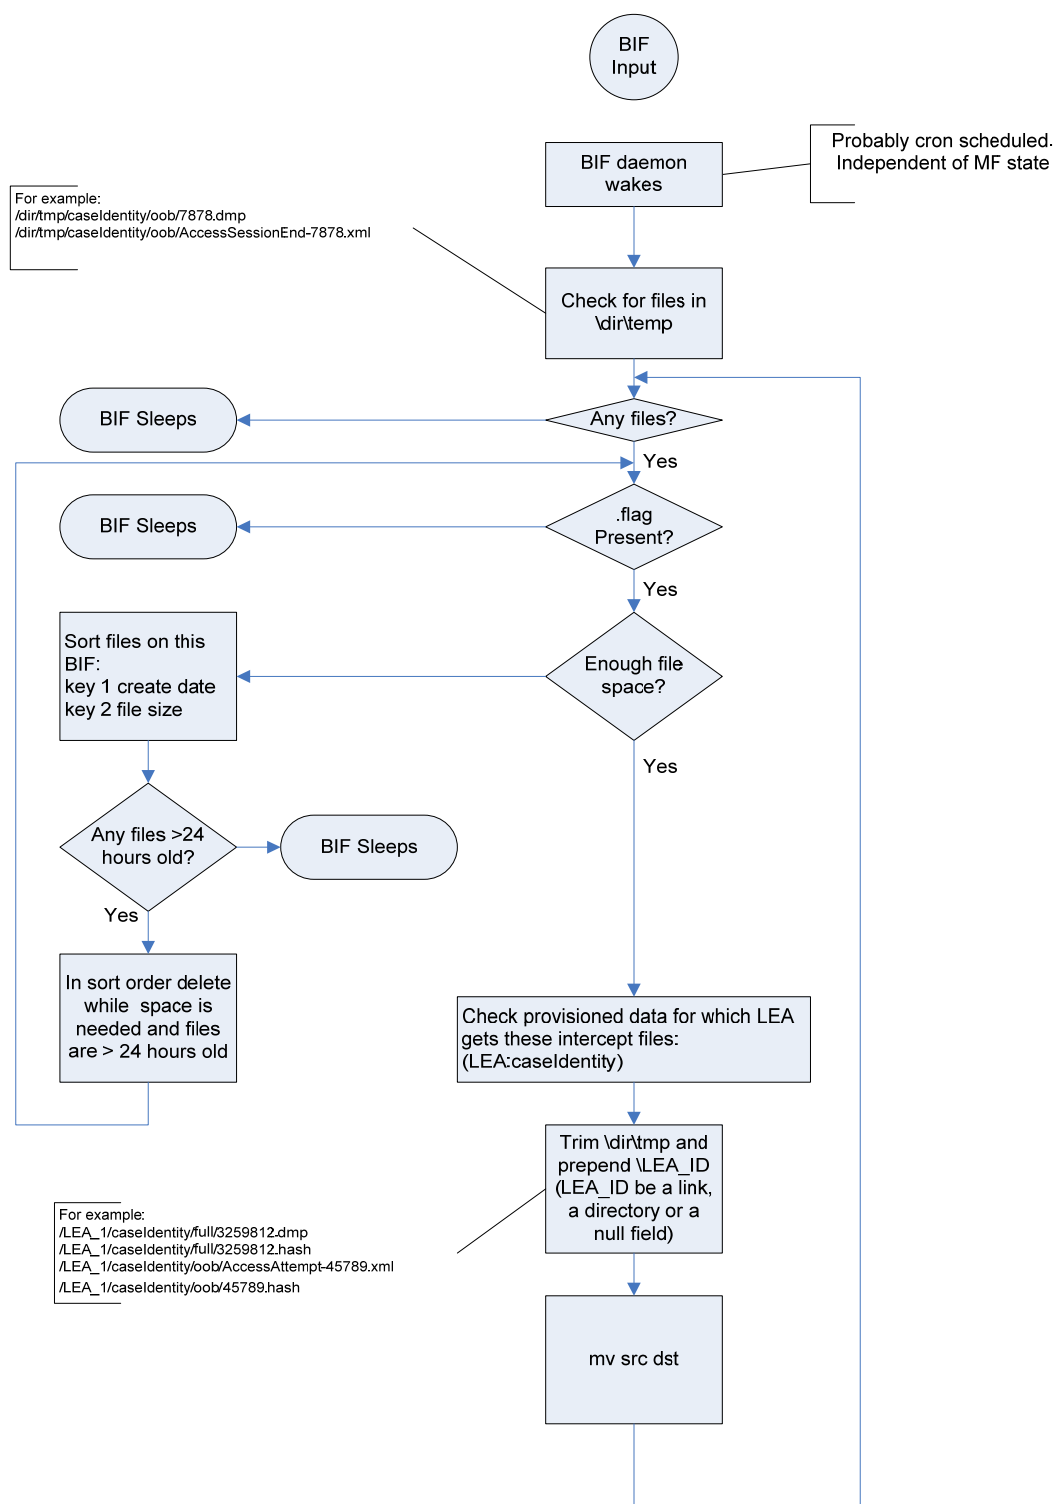 BIF
Input
BIF daemon
wakes
Probably cron scheduled.
Independent of MF state
For example:
/dir/tmp/caseIdentity/oob/7878.dmp
/dir/tmp/caseIdentity/oob/AccessSessionEnd-7878.xml
Check for files in
\dir\temp
Any files?
BIF Sleeps
Yes
.flag
Present?
BIF Sleeps
Yes
Enough file
space?
Sort files on this
BIF:
key 1 create date
key 2 file size
Yes
Any files >24
hours old?
BIF Sleeps
Yes
In sort order delete
while  space is
needed and files
are > 24 hours old
Check provisioned data for which LEA
gets these intercept files:
(LEA:caseIdentity)
Trim \dir\tmp and
prepend \LEA_ID
(LEA_ID be a link,
a directory or a
null field)
For example:
/LEA_1/caseIdentity/full/3259812.dmp
/LEA_1/caseIdentity/full/3259812.hash
/LEA_1/caseIdentity/oob/AccessAttempt-45789.xml
/LEA_1/caseIdentity/oob/45789.hash
mv src dst